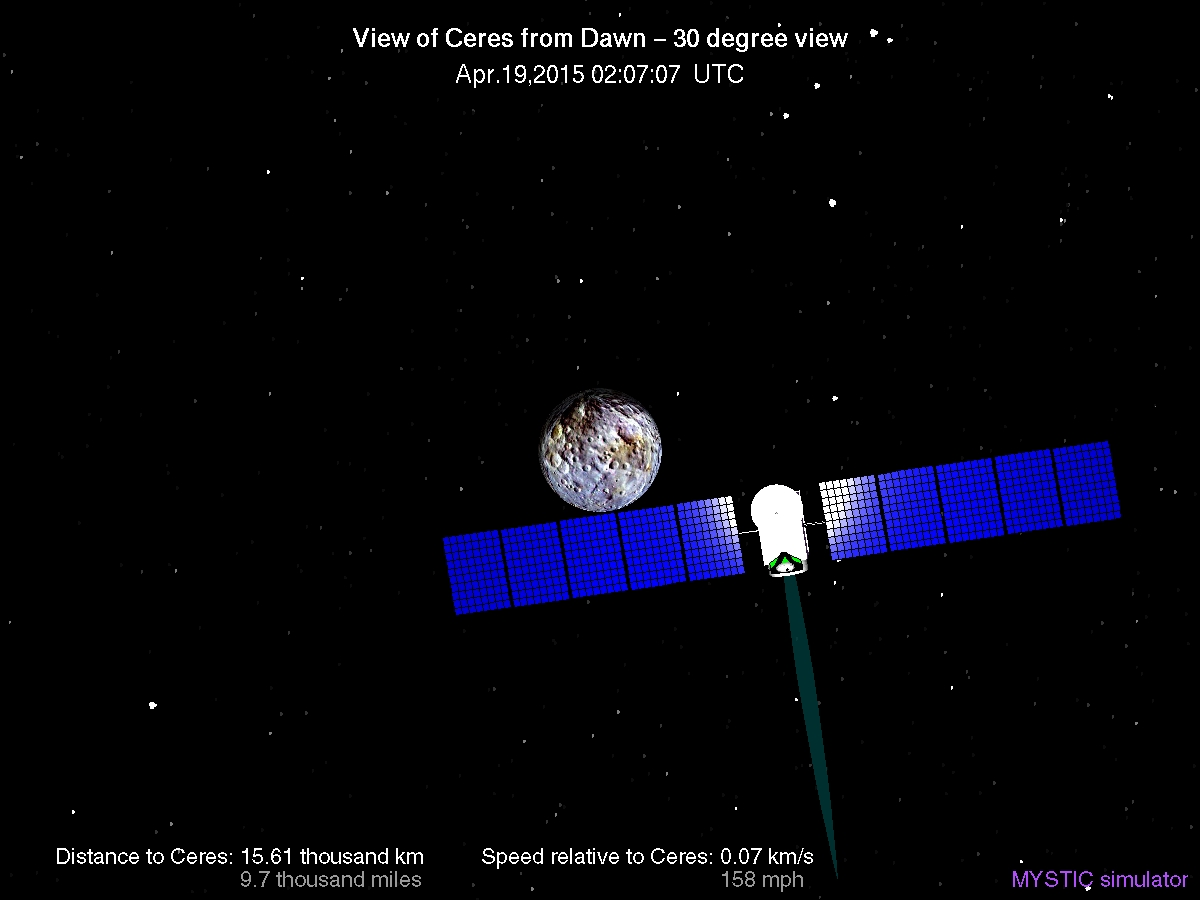 View of Ceres from Dawn – 30 degree view
Apr.19,2015 02:07:07 UTC
Distance to Ceres: 15.61 thousand km
9.7 thousand miles
Speed relative to Ceres: 0.07 km/s
158 mph
MYSTIC simulator